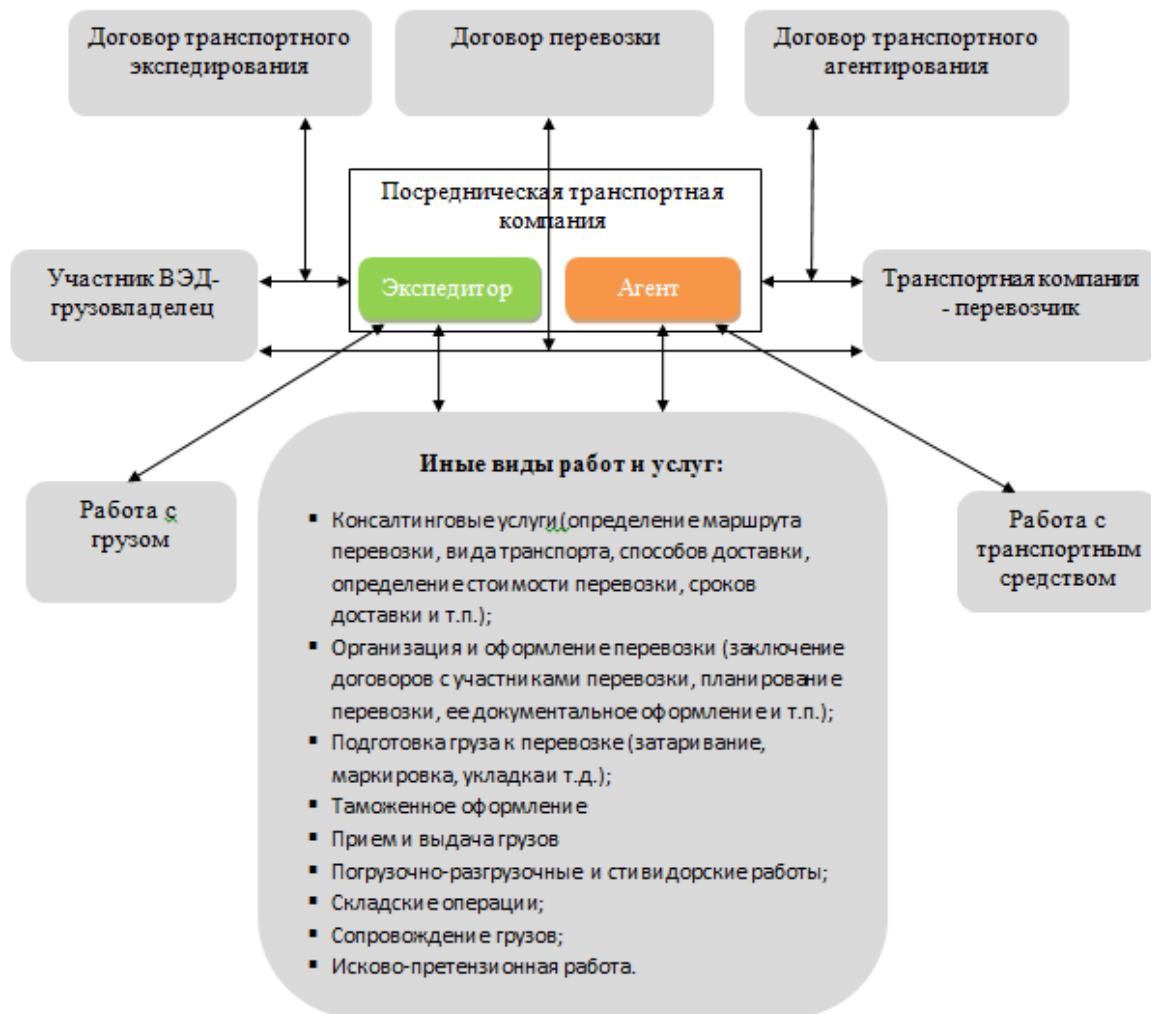 Договор транспортного
экспедирования
Договор перевозки
Договор транспортного
агентирования
Посредническая транспортная
компания
Участник ВЭД-
грузовладелец
Экспедитор
Агент
Транспортная компания
- перевозчик
Работа с
грузом
Иные виды работ и услуг:
▪ Консалтинговые услуги(определение маршрута
перевозки, вида транспорта, способов доставки,
определение стоимости перевозки, сроков
доставки и т.п.);
▪ Организация и оформление перевозки (заключение
договоров с участниками перевозки, планирование
перевозки, ее документальное оформление и т.п.);
▪ Подготовка груза к перевозке (затаривание,
маркировка, укладка и т.д.);
▪ Таможенное оформление
▪ Прием и выдача грузов
▪ Погрузочно-разгрузочные и стивидорские работы;
▪ Складские операции;
▪ Сопровождение грузов;
▪ Исково-претензионная работа.
Работа с
транспортным
средством